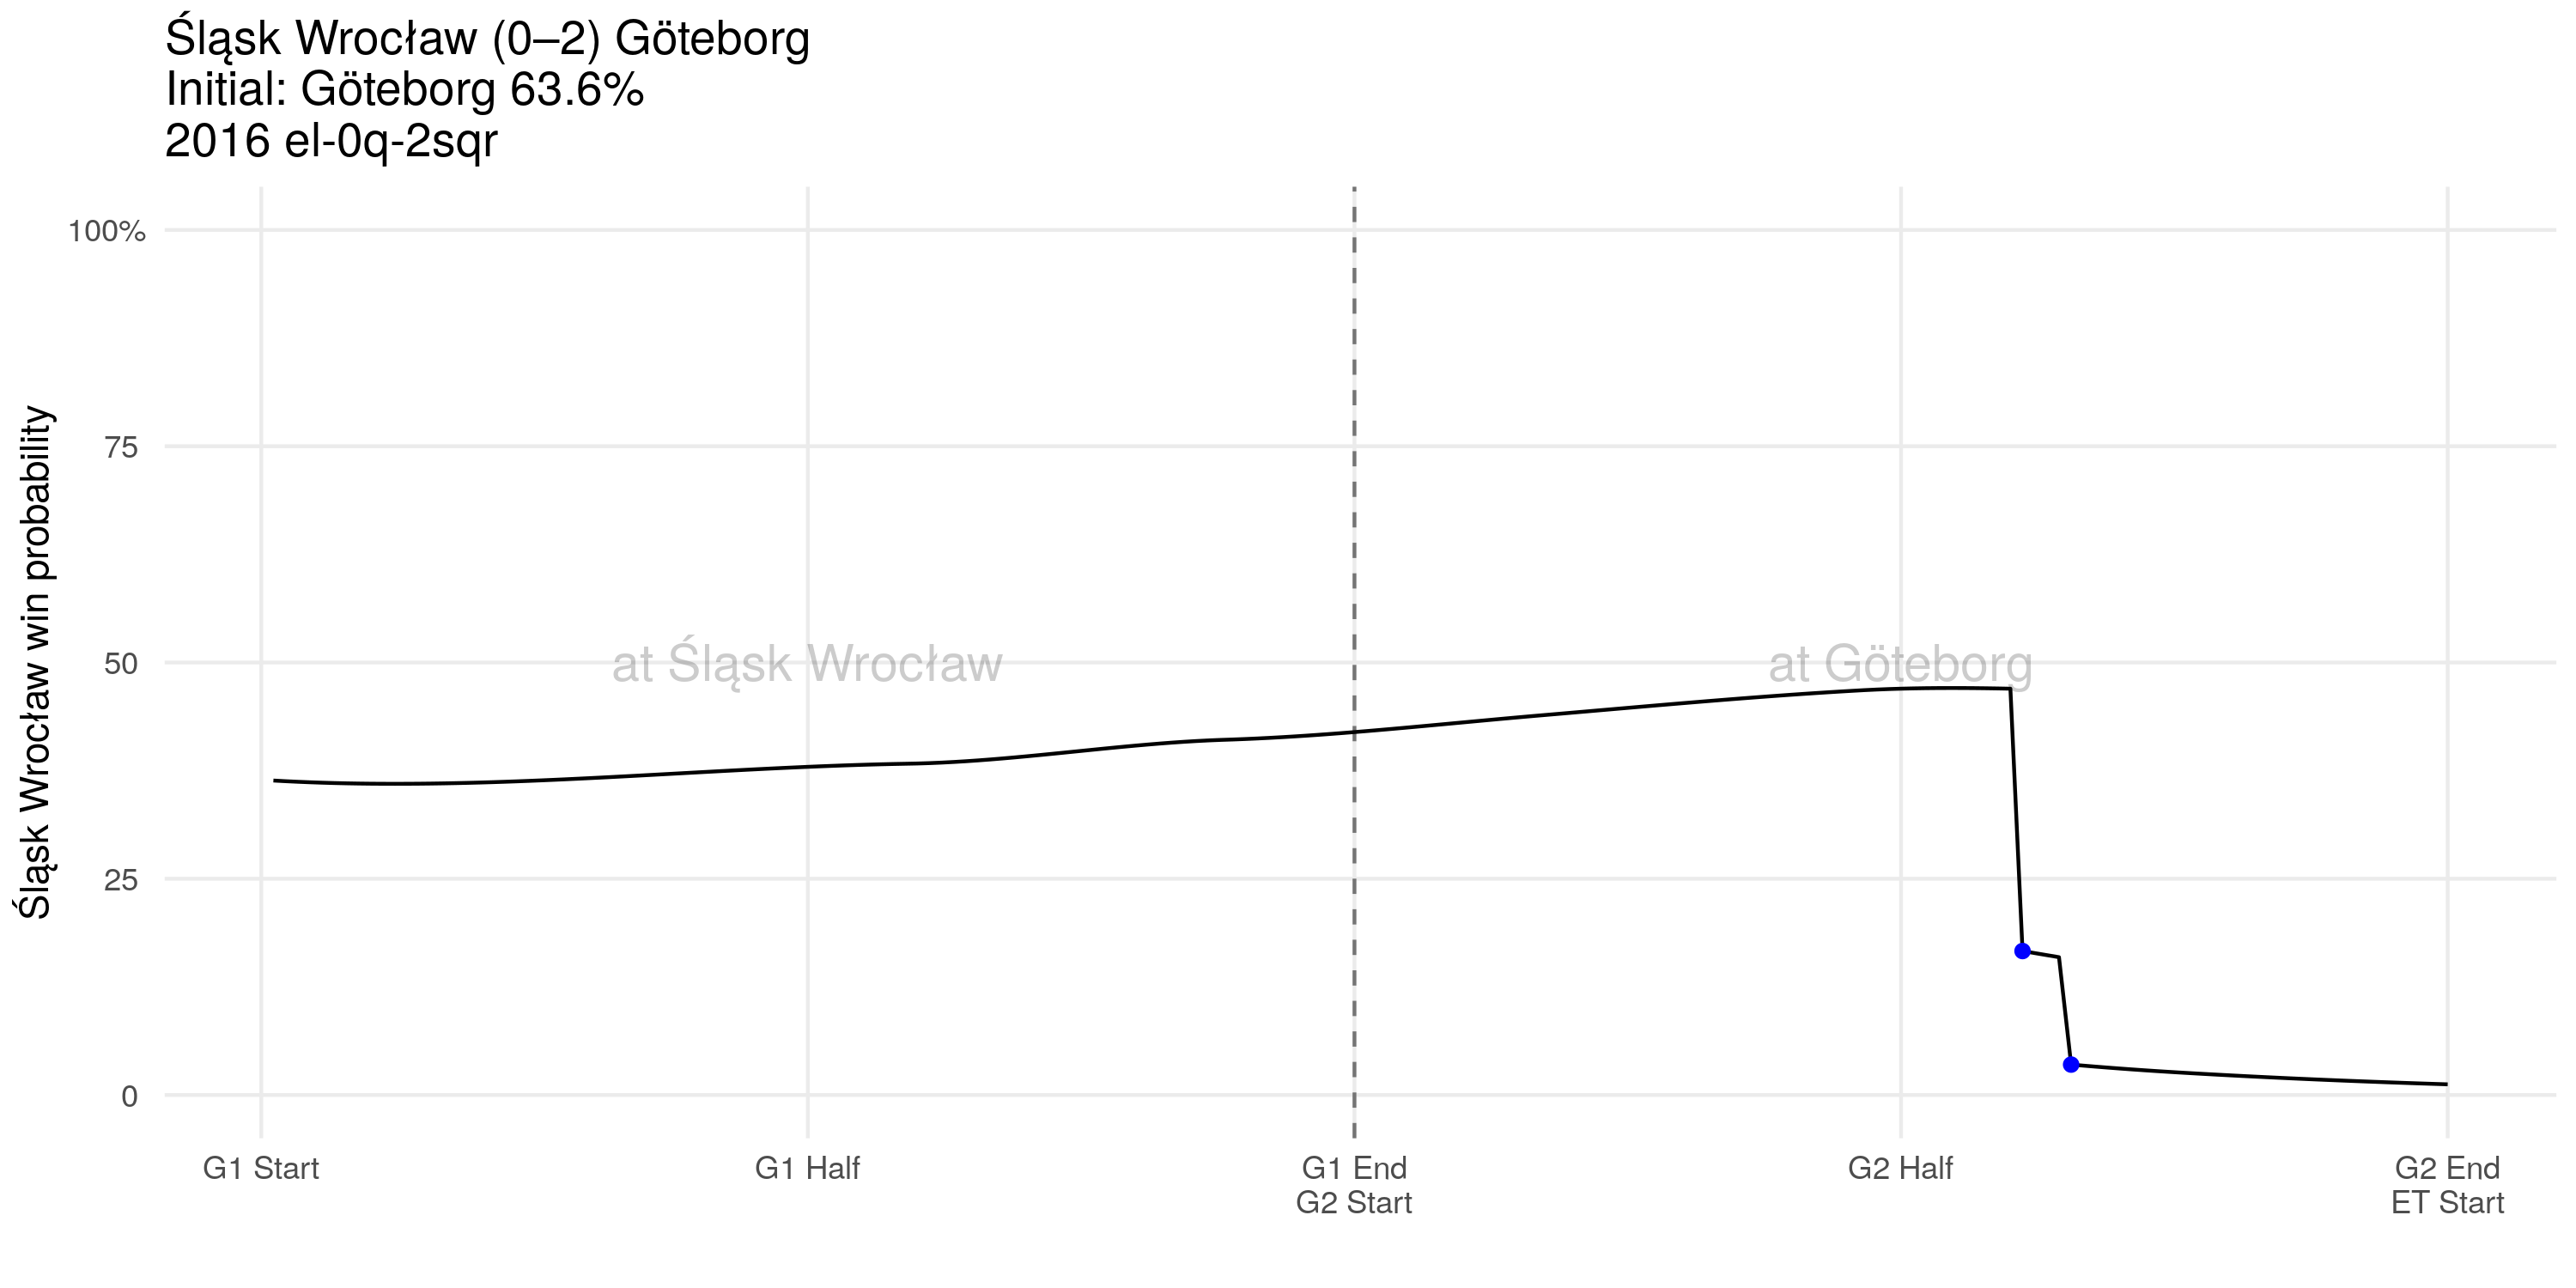 Śląsk Wrocław (0–2) Göteborg
Initial: Göteborg 63.6%
2016 el-0q-2sqr
Śląsk Wrocław win probability
100%
75
50
25
0
at Śląsk Wrocław
at Göteborg
G1 Start
G1 Half
G1 End
G2 Start
G2 Half
G2 End
ET Start